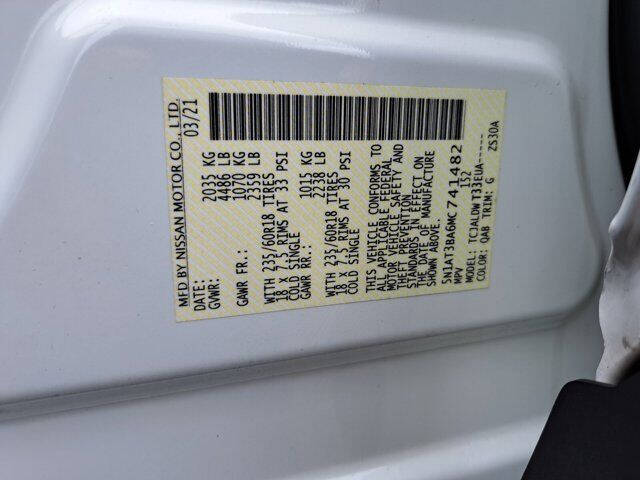 MFD BY NISSAN MOTOR CO., LTD.
DATE: 03/21
GVWR: 2035 KG
4486 LB
GAWR FR.: 1070 KG
2359 LB
WITH 235/60R18 TIRES
18 X 7.5 RIMS AT 33 PSI
COLD SINGLE
GAWR RR.: 1015 KG
2238 LB
WITH 235/60R18 TIRES
18 X 7.5 RIMS AT 30 PSI
COLD SINGLE
THIS VEHICLE CONFORMS TO
ALL APPLICABLE FEDERAL
MOTOR VEHICLE SAFETY AND
THEFT PREVENTION
STANDARDS IN EFFECT ON
THE DATE OF MANUFACTURE
SHOWN ABOVE.
5N1AT3BA6MC741482
MPV 152
MODEL: TCJALDWT33EUA-----
COLOR: QAB TRIM: G ZS30A